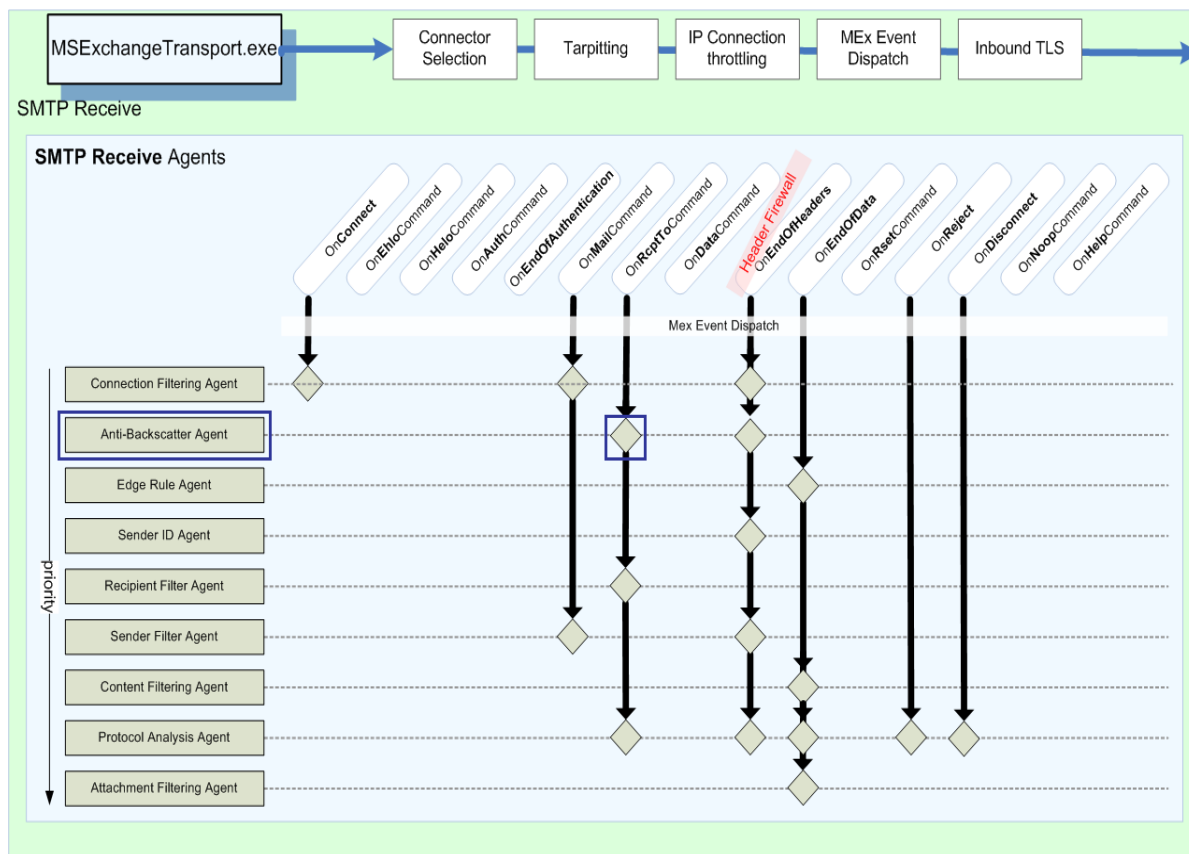 MSExchangeTransport.exe
Connector
Selection
Tarpitting
IP Connection
throttling
MEx Event
Dispatch
Inbound TLS
SMTP Receive
SMTP Receive Agents
OnConnect
OnEhloCommand
OnHeloCommand
OnAuthCommand
OnEndOfAuthentication
OnMailCommand
OnRcptToCommand
OnDataCommand
Header Firewall
OnEndOfHeaders
OnEndOfData
OnRsetCommand
OnReject
OnDisconnect
OnNoopCommand
OnHelpCommand
Mex Event Dispatch
Connection Filtering Agent
Anti-Backscatter Agent
Edge Rule Agent
Sender ID Agent
Recipient Filter Agent
Sender Filter Agent
Content Filtering Agent
Protocol Analysis Agent
Attachment Filtering Agent
priority